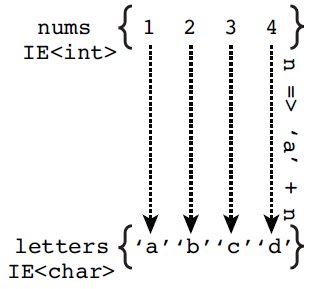 nums { 1 2 3 4 }
IE<int>
n => ‘a’ + n
letters {‘a’‘b’‘c’‘d’}
IE<char>